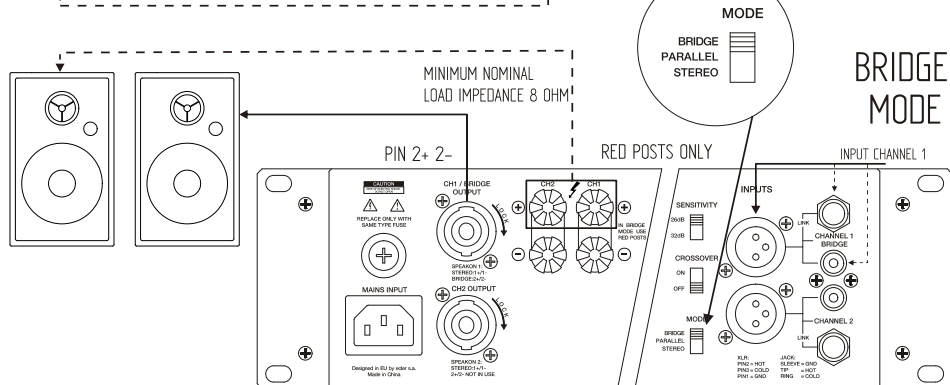 MODE
BRIDGE
PARALLEL
STEREO
BRIDGE
MODE
MINIMUM NOMINAL
LOAD IMPEDANCE 8 OHM
PIN 2+ 2-
RED POSTS ONLY
INPUT CHANNEL 1
CAUTION
REPLACE ONLY WITH
SAME TYPE FUSE
MAINS INPUT
Designed in EU by ecler s.a.
Made in China
CH1 / BRIDGE
OUTPUT
LOCK
SPEAKON 1:
STEREO:1+/1-
BRIDGE:2+/2-
CH2 OUTPUT
LOCK
SPEAKON 2:
STEREO:1+/1-
2+/2- NOT IN USE
CH2 CH1
+ +
- -
IN BRIDGE
MODE USE
RED POSTS
SENSITIVITY
26dB
32dB
CROSSOVER
ON
OFF
MODE
BRIDGE
PARALLEL
STEREO
INPUTS
LINK
CHANNEL 1
BRIDGE
CHANNEL 2
LINK
XLR:
PIN2 = HOT
PIN3 = COLD
PIN1 = GND
JACK:
SLEEVE = GND
TIP = HOT
RING = COLD